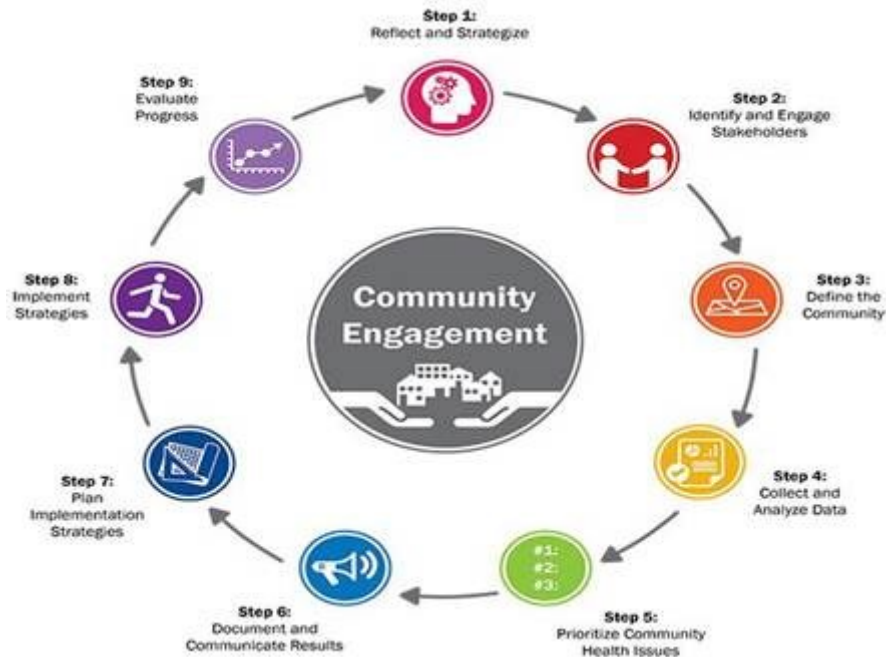 Step 1:
Reflect and Strategize
Step 2:
Identify and Engage
Stakeholders
Step 3:
Define the
Community
Step 4:
Collect and
Analyze Data
#1:
#2:
#3:
Step 5:
Prioritize Community
Health Issues
Step 6:
Document and
Communicate Results
Step 7:
Plan
Implementation
Strategies
Step 8:
Implement
Strategies
Step 9:
Evaluate
Progress
Community
Engagement